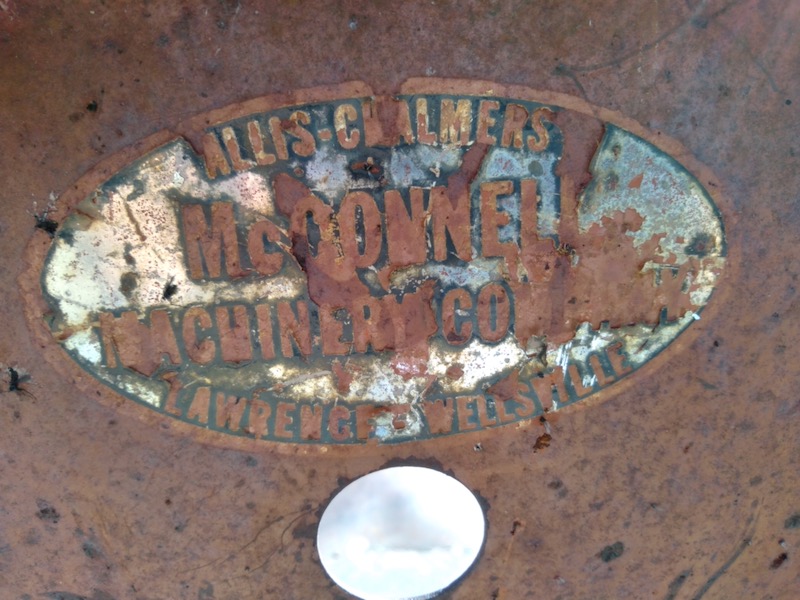 ALLIS-CHALMERS
McCONNELL
MACHINERY CO
LAWRENCE - WELLSVILLE